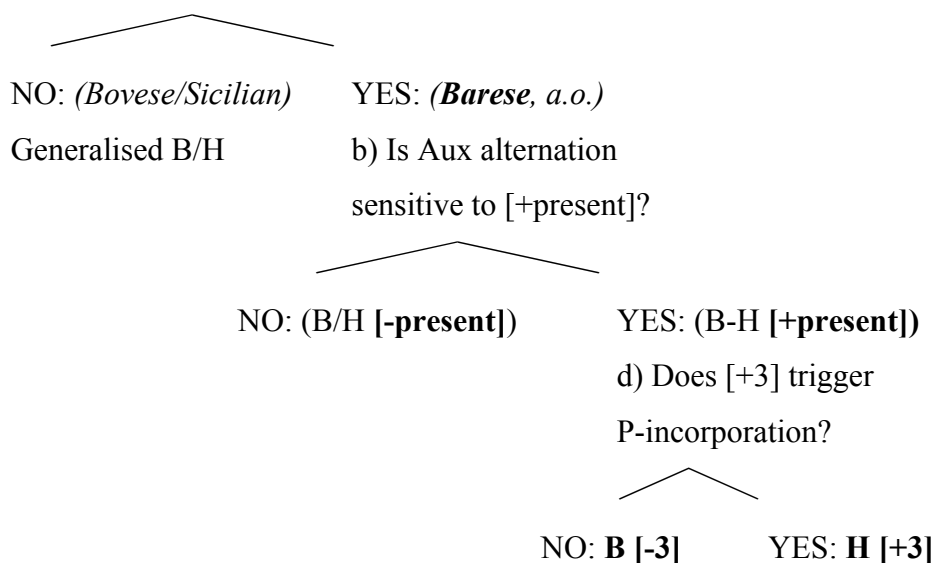 NO: (Bovese/Sicilian) YES: (Barese, a.o.)
Generalised B/H b) Is Aux alternation
sensitive to [+present]?
NO: (B/H [-present]) YES: (B-H [+present])
d) Does [+3] trigger
P-incorporation?
NO: B [-3] YES: H [+3]